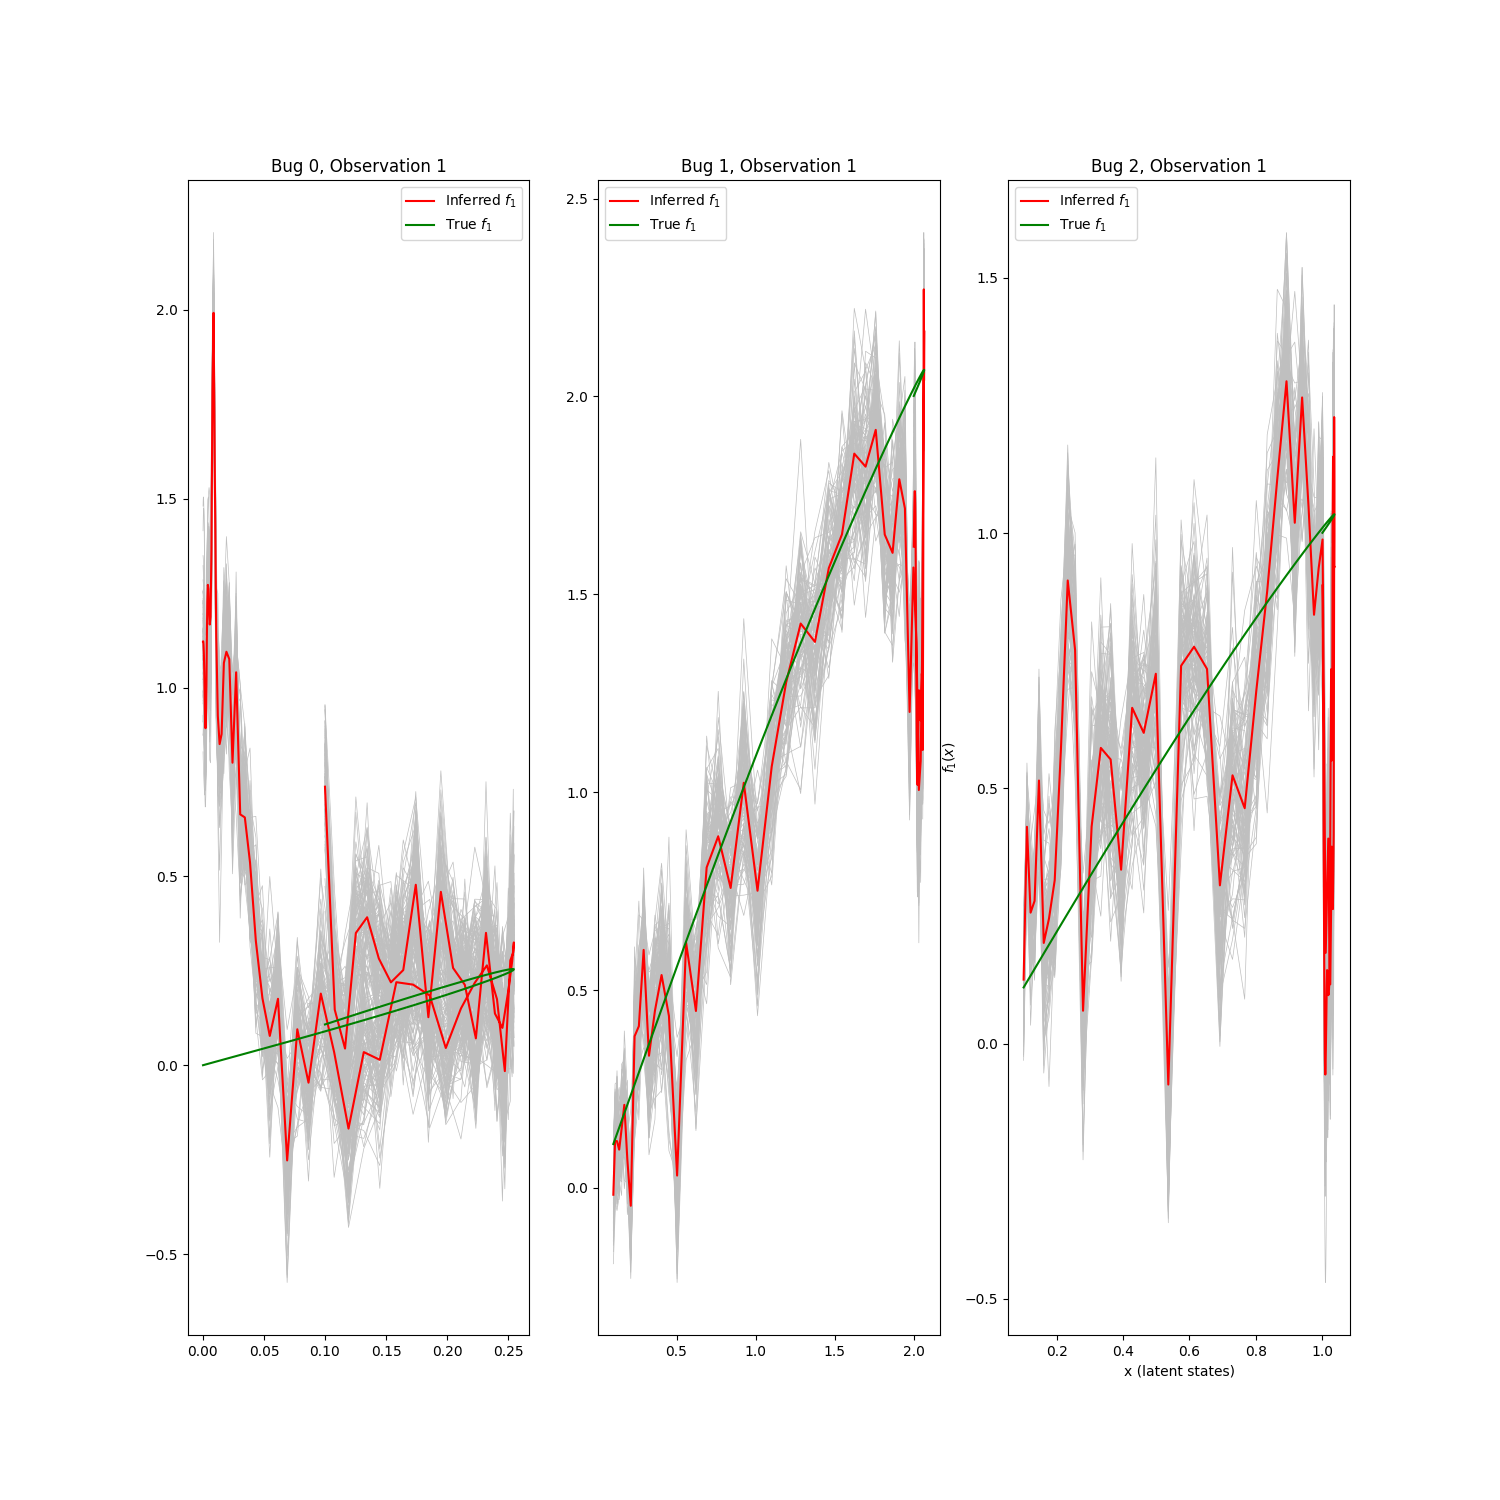 Bug 0, Observation 1
Inferred f₁
True f₁
2.0
1.5
1.0
0.5
0.0
−0.5
0.00 0.05 0.10 0.15 0.20 0.25
Bug 1, Observation 1
Inferred f₁
True f₁
2.5
2.0
1.5
1.0
0.5
0.0
0.5 1.0 1.5 2.0
Bug 2, Observation 1
Inferred f₁
True f₁
f₁(x)
1.5
1.0
0.5
0.0
−0.5
0.2 0.4 0.6 0.8 1.0
x (latent states)